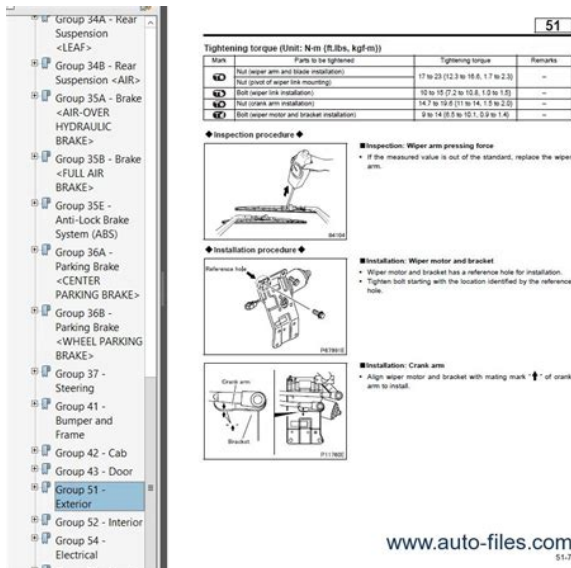 Group 34A - Rear
Suspension
<LEAF>
Group 34B - Rear
Suspension <AIR>
Group 35A - Brake
<AIR-OVER
HYDRAULIC
BRAKE>
Group 35B - Brake
<FULL AIR
BRAKE>
Group 35E -
Anti-Lock Brake
System (ABS)
Group 36A -
Parking Brake
<CENTER
PARKING BRAKE>
Group 36B -
Parking Brake
<WHEEL PARKING
BRAKE>
Group 37 -
Steering
Group 41 -
Bumper and
Frame
Group 42 - Cab
Group 43 - Door
Group 51 -
Exterior
Group 52 - Interior
Group 54 -
Electrical
51
Tightening torque (Unit: N·m {ft.lbs, kgf·m})
Mark Parts to be tightened Tightening torque Remarks
Nut (wiper arm and blade installation) 17 to 23 {12.3 to 16.6, 1.7 to 2.3} –
Nut (pivot of wiper link mounting)
Bolt (wiper link installation) 10 to 15 {7.2 to 10.8, 1.0 to 1.5} –
Nut (crank arm installation) 14.7 to 19.6 {11 to 14, 1.5 to 2.0} –
Bolt (wiper motor and bracket installation) 9 to 14 {6.5 to 10.1, 0.9 to 1.4} –
◆ Inspection procedure ◆
■ Inspection: Wiper arm pressing force
• If the measured value is out of the standard, replace the wiper
arm.
◆ Installation procedure ◆
Reference hole
■ Installation: Wiper motor and bracket
• Wiper motor and bracket has a reference hole for installation.
• Tighten bolt starting with the location identified by the reference
hole.
■ Installation: Crank arm
• Align wiper motor and bracket with mating mark "⬆" of crank
arm to install.
Crank arm
Bracket
www.auto-files.com
51-7